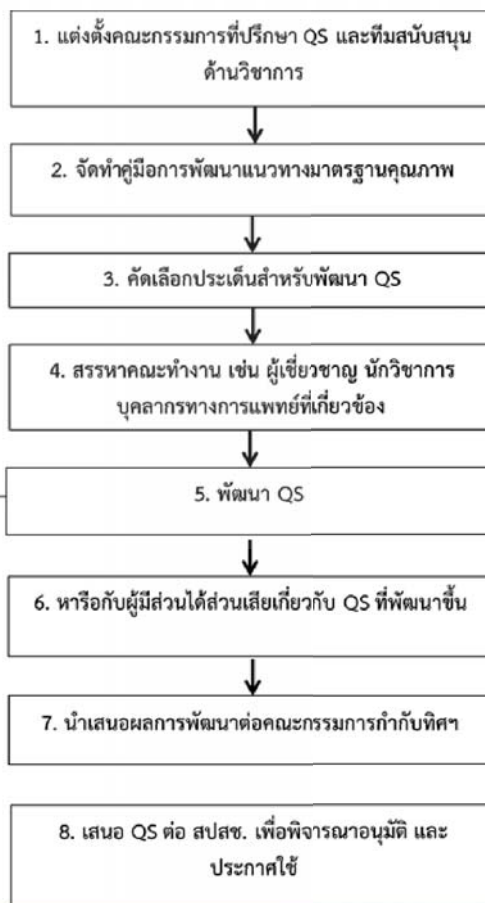 1. แต่งตั้งคณะกรรมการที่ปรึกษา QS และทีมสนับสนุน
ด้านวิชาการ
2. จัดทำคู่มือการพัฒนาแนวทางมาตรฐานคุณภาพ
3. คัดเลือกประเด็นสำหรับพัฒนา QS
4. สรรหาคณะทำงาน เช่น ผู้เชี่ยวชาญ นักวิชาการ
บุคลากรทางการแพทย์ที่เกี่ยวข้อง
5. พัฒนา QS
6. หารือกับผู้มีส่วนได้ส่วนเสียเกี่ยวกับ QS ที่พัฒนาขึ้น
7. นำเสนอผลการพัฒนาต่อคณะกรรมการกำกับทิศฯ
8. เสนอ QS ต่อ สปสช. เพื่อพิจารณาอนุมัติ และ
ประกาศใช้